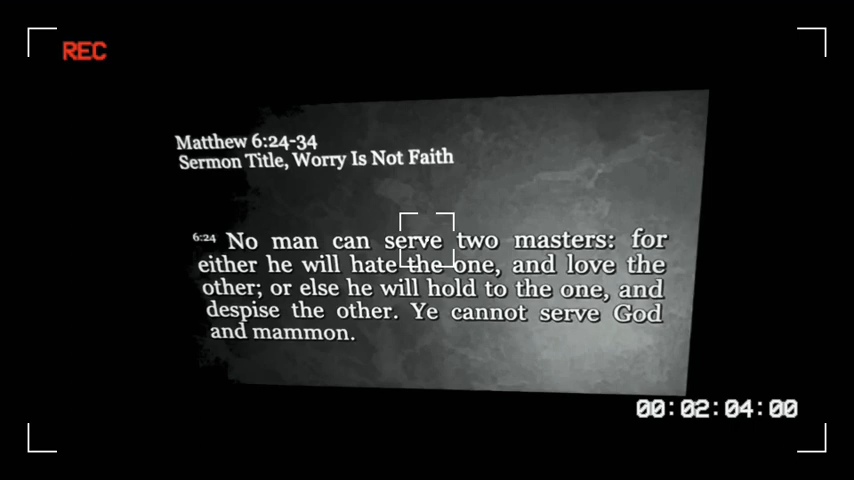 REC
Matthew 6:24-34
Sermon Title, Worry Is Not Faith
6:24 No man can serve two masters: for
either he will hate the one, and love the
other; or else he will hold to the one, and
despise the other. Ye cannot serve God
and mammon.
00:02:04:00